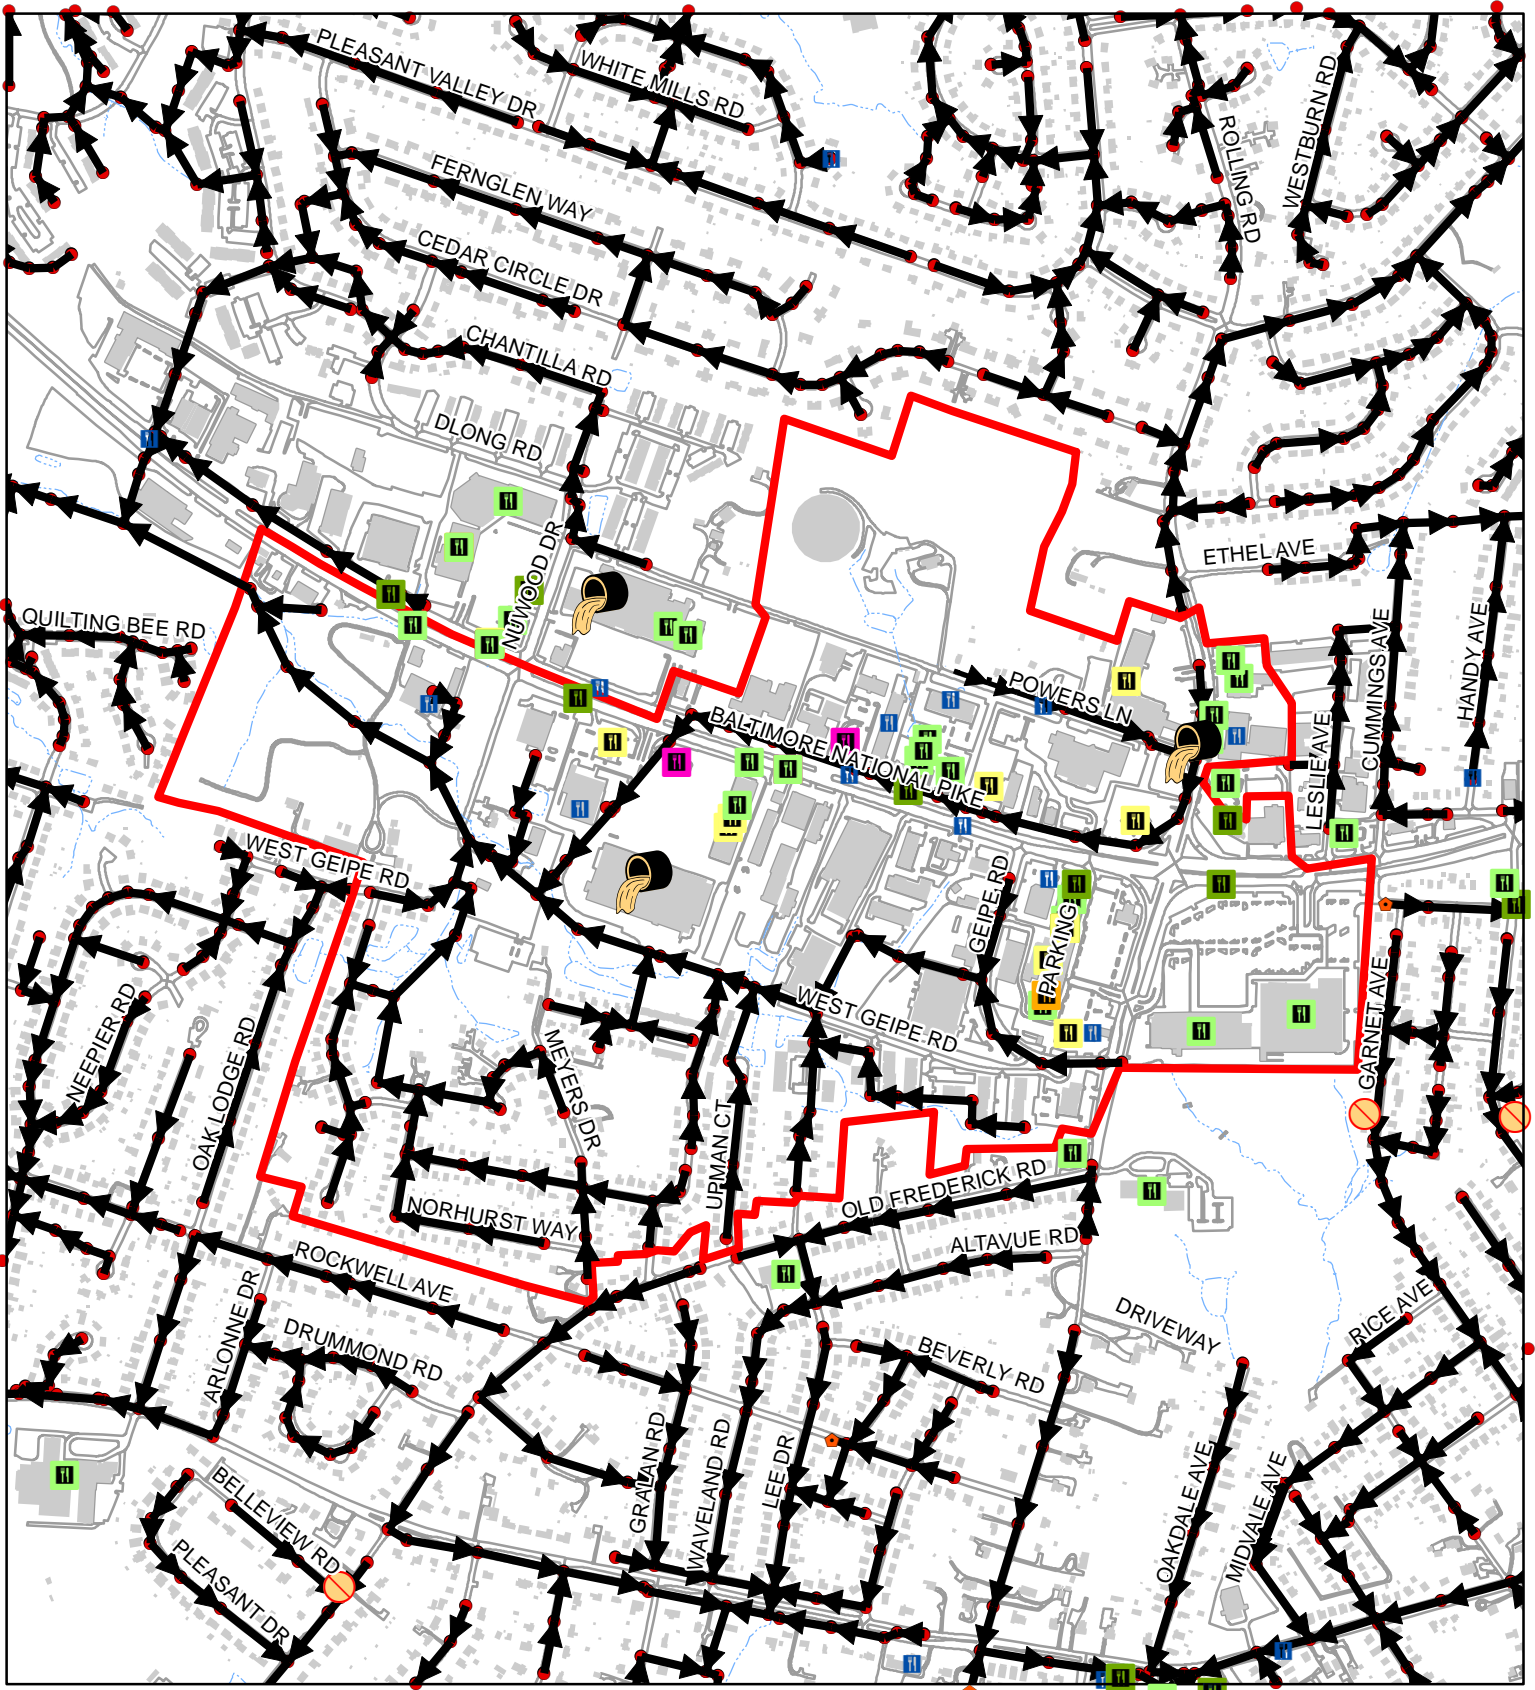 PLEASANT VALLEY DR
WHITE MILLS RD
WESTBURN RD
ROLLING RD
FERNGLEN WAY
CEDAR CIRCLE DR
CHANTILLA RD
DLONG RD
NUWOOD DR
ETHEL AVE
QUILTING BEE RD
HANDY AVE
CUMMINGS AVE
LESLIE AVE
POWERS LN
BALTIMORE NATIONAL PIKE
WEST GEIPE RD
GEIPE RD
PARKING
GARNET AVE
NEEPIER RD
OAK LODGE RD
WEST GEIPE RD
MEYERS DR
UPMAN CT
OLD FREDERICK RD
NORHURST WAY
ALTAVUE RD
ROCKWELL AVE
ARLONNE DR
DRUMMOND RD
DRIVEWAY
RICE AVE
BEVERLY RD
GRALAN RD
WAVELAND RD
LEE DR
OAKDALE AVE
MIDVALE AVE
BELLEVIEW RD
PLEASANT DR